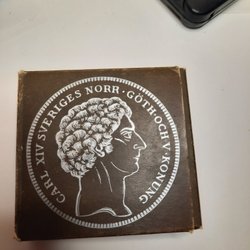 CARL XIV SVERIGES NORR · GÖTH · OCH V · KONUNG